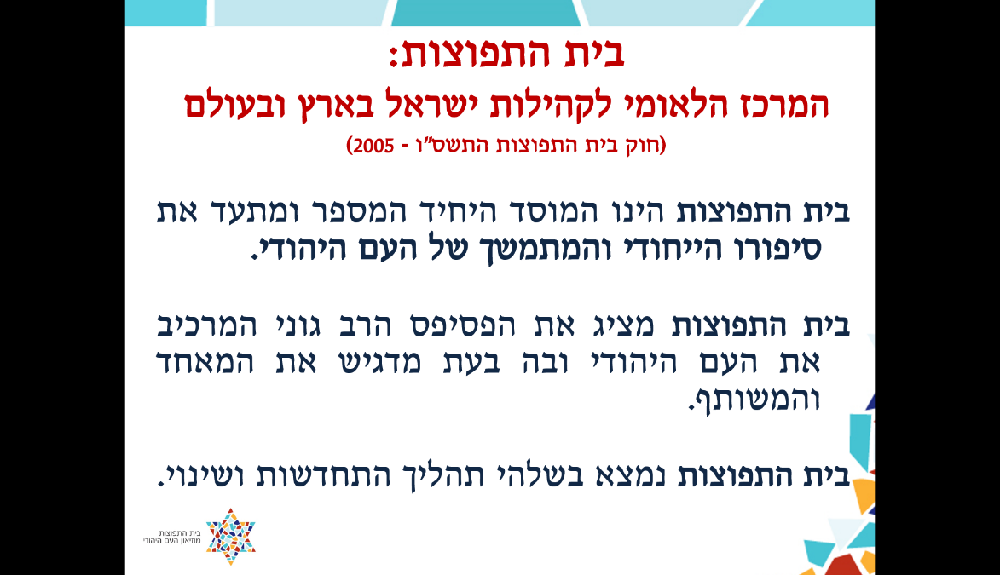 בית התפוצות:
המרכז הלאומי לקהילות ישראל בארץ ובעולם
(חוק בית התפוצות התשס"ו - 2005)
בית התפוצות הינו המוסד היחיד המספר ומתעד את
סיפורו הייחודי והמתמשך של העם היהודי.
בית התפוצות מציג את הפסיפס הרב גוני המרכיב
את העם היהודי ובה בעת מדגיש את המאחד
והמשותף.
בית התפוצות נמצא בשלהי תהליך התחדשות ושינוי.
בית התפוצות
מוזיאון העם היהודי